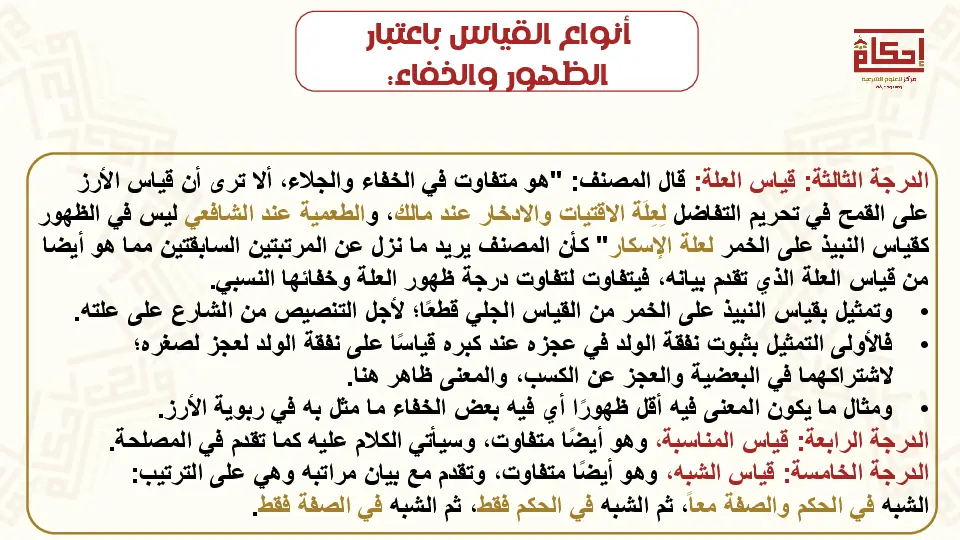 أنواع القياس باعتبار
الظهور والخفاء:
إحكام
مركز للعلوم الشرعية
الدرجة الثالثة: قياس العلة: قال المصنف: "هو متفاوت في الخفاء والجلاء، ألا ترى أن قياس الأرز
على القمح في تحريم التفاضل لِعِلَة الاقتيات والادخار عند مالك، والطعمية عند الشافعي ليس في الظهور
كقياس النبيذ على الخمر لعلة الإسكار" كأن المصنف يريد ما نزل عن المرتبتين السابقتين مما هو أيضا
من قياس العلة الذي تقدم بيانه، فيتفاوت لتفاوت درجة ظهور العلة وخفائها النسبي.
• وتمثيل بقياس النبيذ على الخمر من القياس الجلي قطعًا؛ لأجل التنصيص من الشارع على علته.
• فالأولى التمثيل بثبوت نفقة الولد في عجزه عند كبره قياسًا على نفقة الولد لعجز لصغره؛
لاشتراكهما في البعضية والعجز عن الكسب، والمعنى ظاهر هنا.
• ومثال ما يكون المعنى فيه أقل ظهورًا أي فيه بعض الخفاء ما مثل به في ربوية الأرز.
الدرجة الرابعة: قياس المناسبة، وهو أيضًا متفاوت، وسيأتي الكلام عليه كما تقدم في المصلحة.
الدرجة الخامسة: قياس الشبه، وهو أيضًا متفاوت، وتقدم مع بيان مراتبه وهي على الترتيب:
الشبه في الحكم والصفة معاً، ثم الشبه في الحكم فقط، ثم الشبه في الصفة فقط.